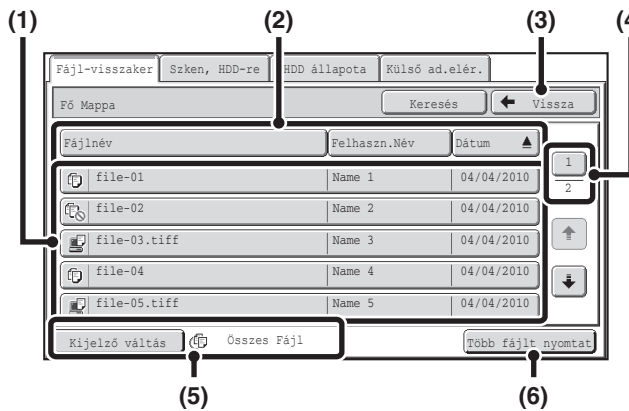 (1) (2) (3) (4
Fájl-visszaker Szken, HDD-re HDD állapota Külső ad.elér.
Fő Mappa Keresés Vissza
Fájlnév Felhaszn.Név Dátum
1
file-01 Name 1 04/04/2010
2
file-02 Name 2 04/04/2010
file-03.tiff Name 3 04/04/2010
file-04 Name 4 04/04/2010
file-05.tiff Name 5 04/04/2010
Kijelző váltás Összes Fájl Több fájlt nyomtat
(5) (6)